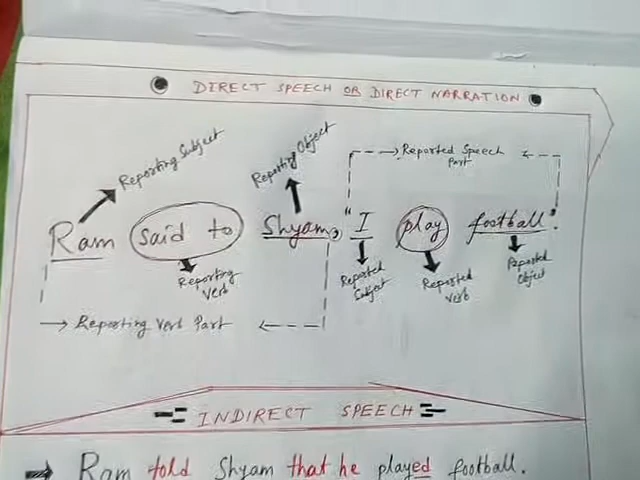 DIRECT SPEECH OR DIRECT NARRATION
Reporting Subject
Reporting Object
Reported Speech
Part
Ram said to Shyam, "I play football".
Reporting
Verb
Reported
Subject
Reported
Verb
Reported
Object
Reporting Verb Part
INDIRECT SPEECH
Ram told Shyam that he played football.